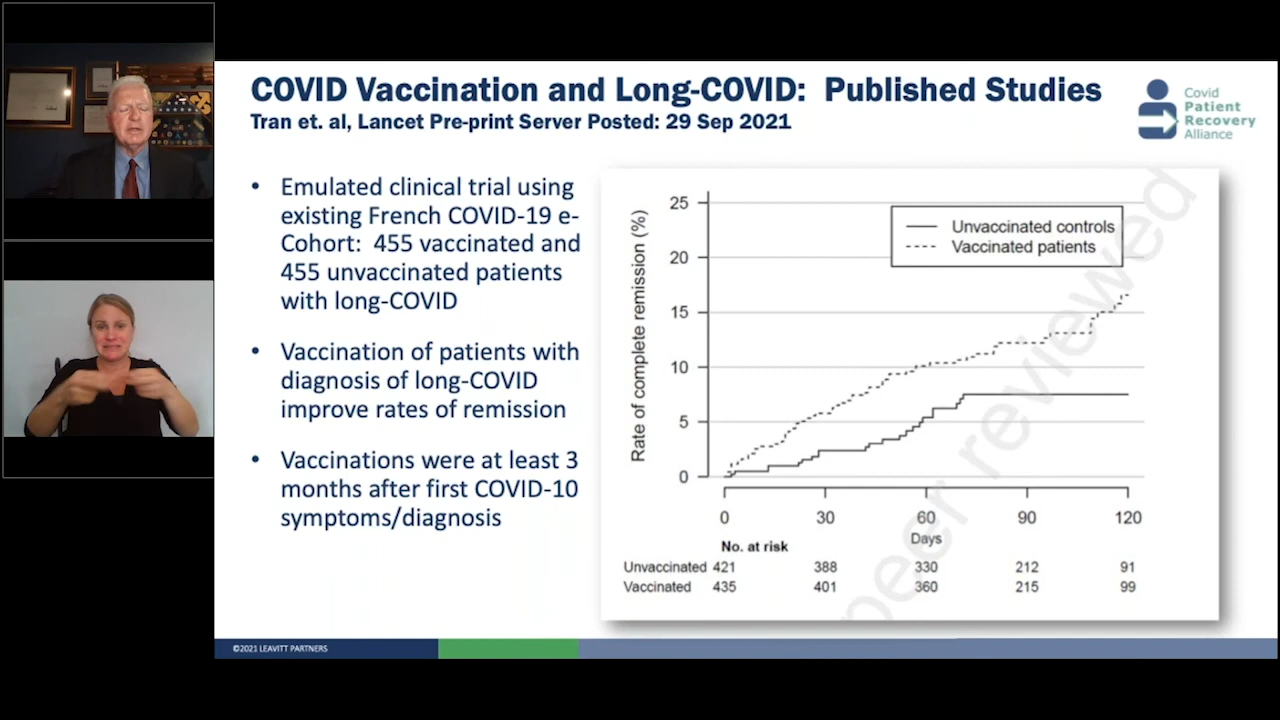 COVID Vaccination and Long-COVID: Published Studies
Tran et. al, Lancet Pre-print Server Posted: 29 Sep 2021
Covid
Patient
Recovery
Alliance
• Emulated clinical trial using
existing French COVID-19 e-
Cohort: 455 vaccinated and
455 unvaccinated patients
with long-COVID
• Vaccination of patients with
diagnosis of long-COVID
improve rates of remission
• Vaccinations were at least 3
months after first COVID-10
symptoms/diagnosis
Rate of complete remission (%)
25
20
15
10
5
0
Unvaccinated controls
Vaccinated patients
0 30 60 90 120
Days
No. at risk
Unvaccinated 421 388 330 212 91
Vaccinated 435 401 360 215 99
peer reviewed
©2021 LEAVITT PARTNERS